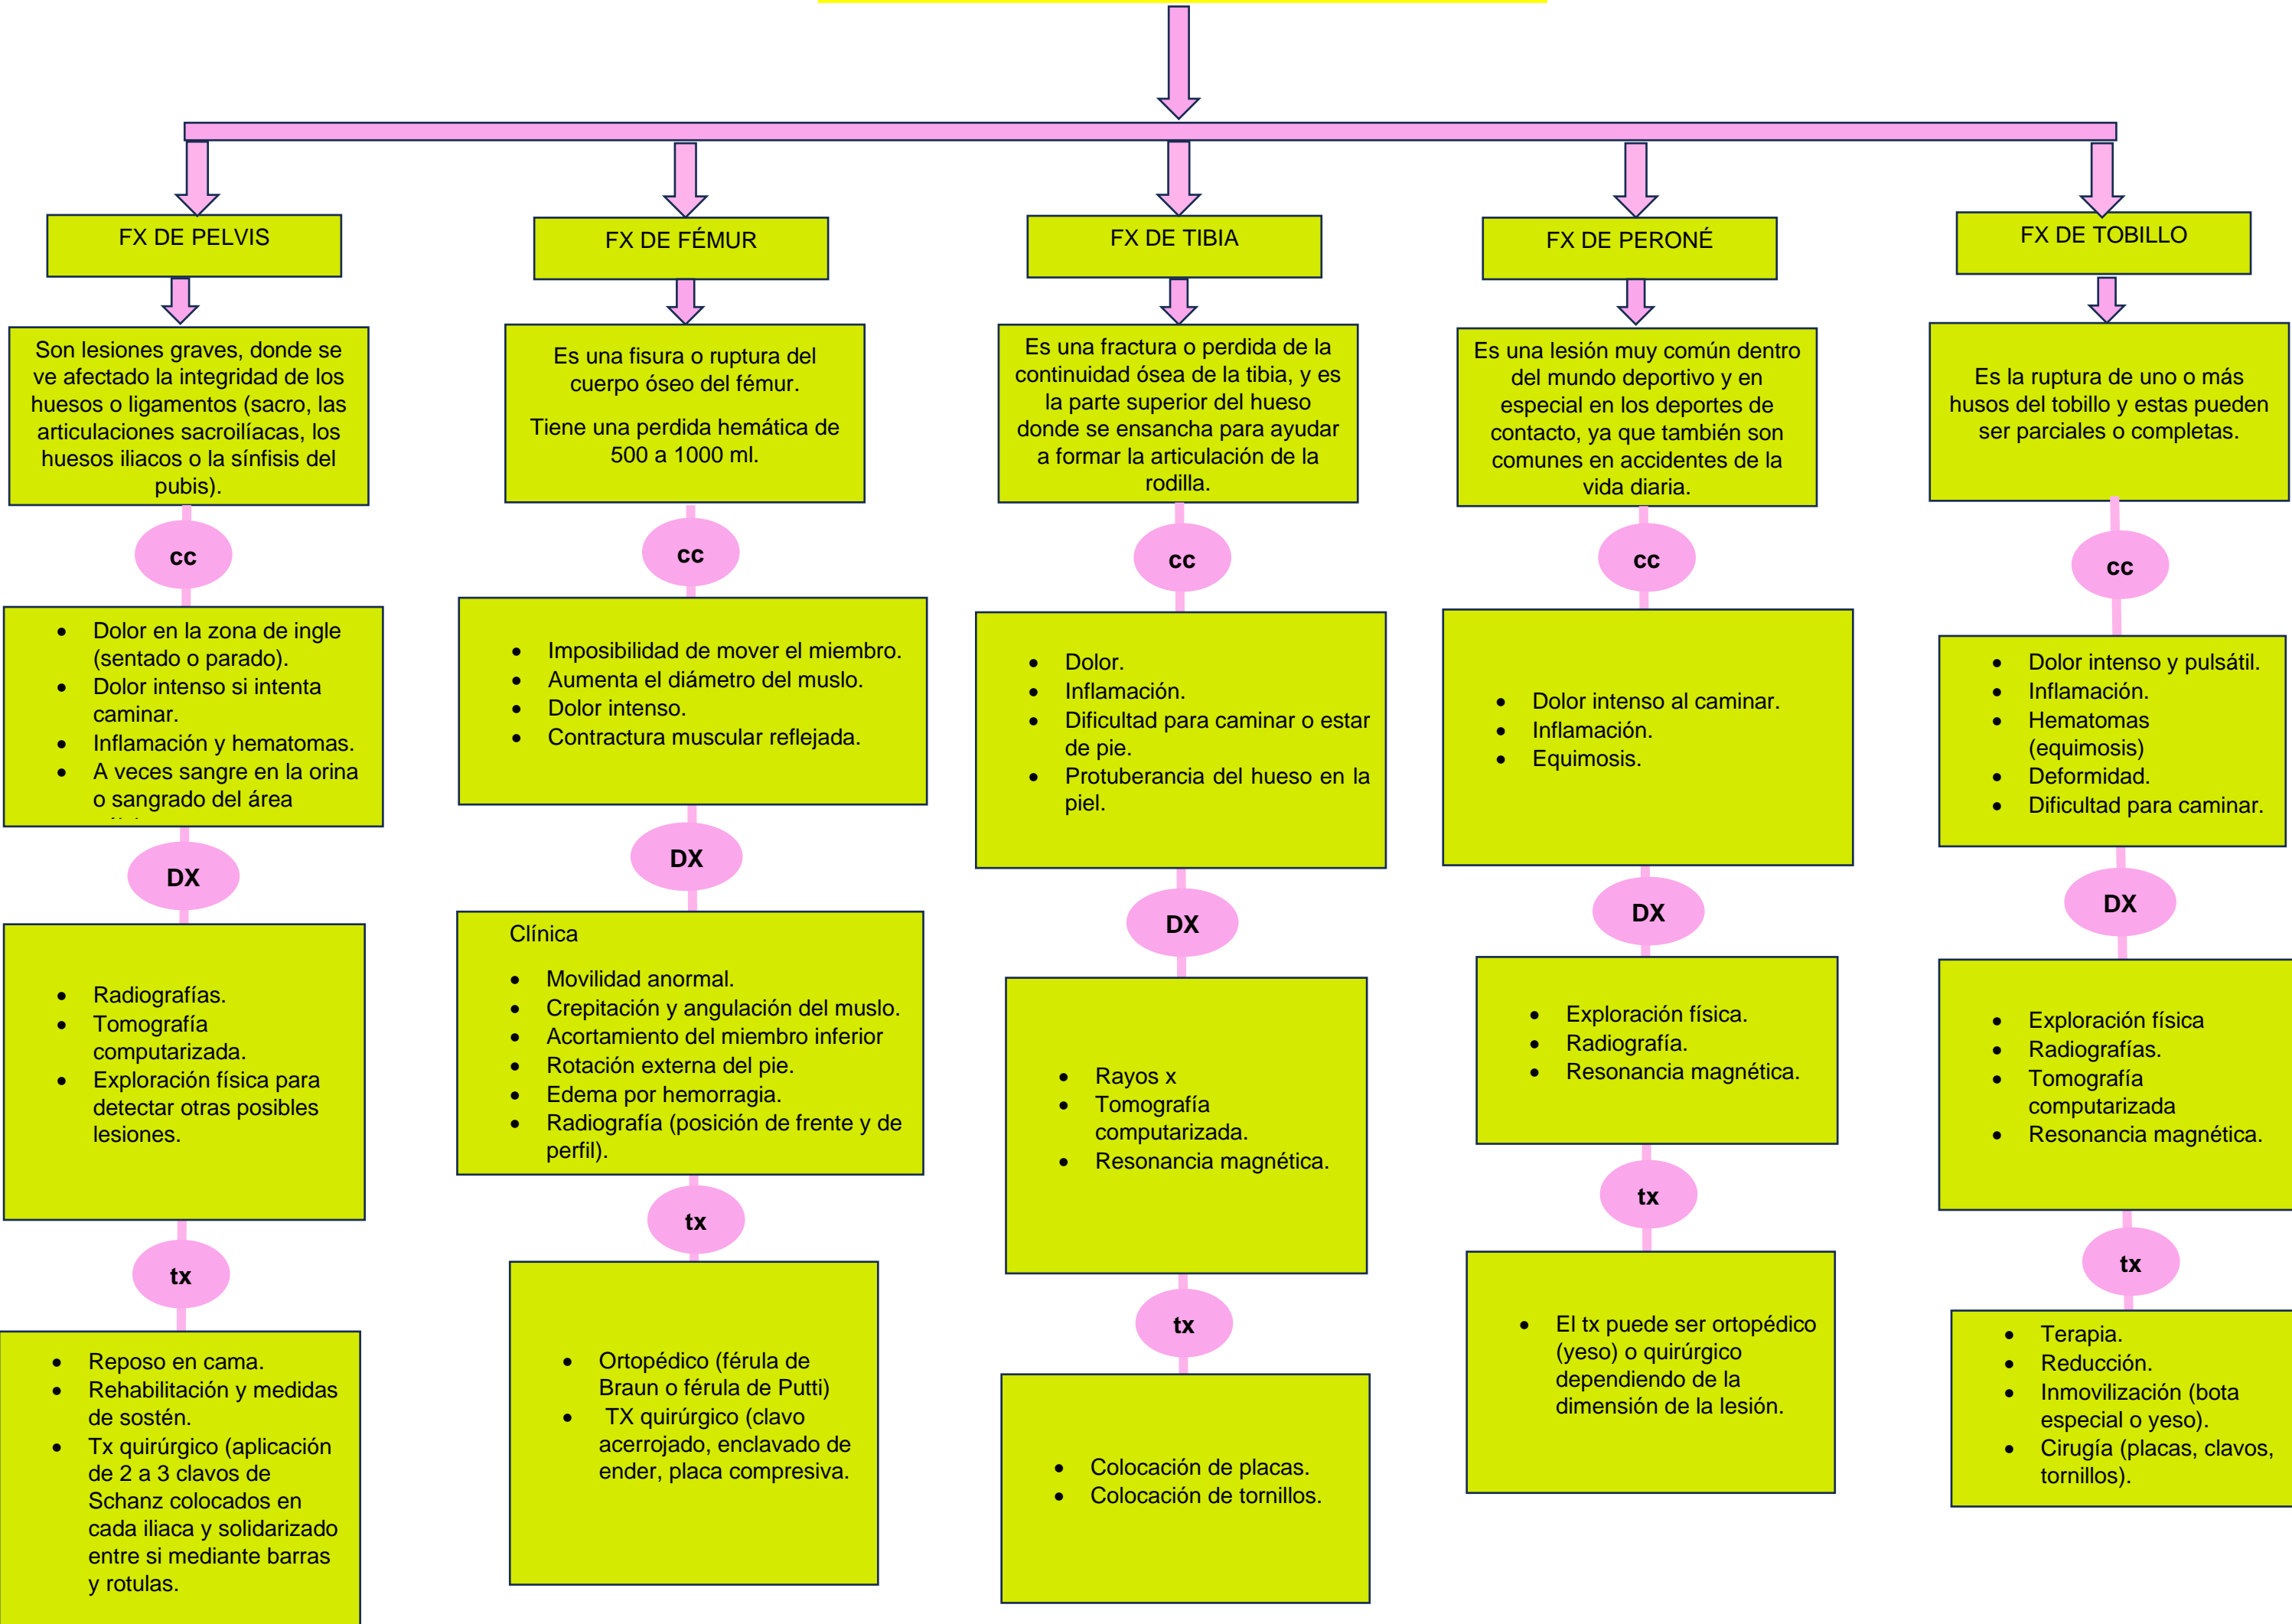 FX DE PELVIS
Son lesiones graves, donde se
ve afectado la integridad de los
huesos o ligamentos (sacro, las
articulaciones sacroilíacas, los
huesos iliacos o la sínfisis del
pubis).
cc
• Dolor en la zona de ingle
(sentado o parado).
• Dolor intenso si intenta
caminar.
• Inflamación y hematomas.
• A veces sangre en la orina
o sangrado del área
DX
• Radiografías.
• Tomografía
computarizada.
• Exploración física para
detectar otras posibles
lesiones.
tx
• Reposo en cama.
• Rehabilitación y medidas
de sostén.
• Tx quirúrgico (aplicación
de 2 a 3 clavos de
Schanz colocados en
cada iliaca y solidarizado
entre si mediante barras
y rotulas.
FX DE FÉMUR
Es una fisura o ruptura del
cuerpo óseo del fémur.
Tiene una perdida hemática de
500 a 1000 ml.
cc
• Imposibilidad de mover el miembro.
• Aumenta el diámetro del muslo.
• Dolor intenso.
• Contractura muscular reflejada.
DX
Clínica
• Movilidad anormal.
• Crepitación y angulación del muslo.
• Acortamiento del miembro inferior
• Rotación externa del pie.
• Edema por hemorragia.
• Radiografía (posición de frente y de
perfil).
tx
• Ortopédico (férula de
Braun o férula de Putti)
• TX quirúrgico (clavo
acerrojado, enclavado de
ender, placa compresiva.
FX DE TIBIA
Es una fractura o perdida de la
continuidad ósea de la tibia, y es
la parte superior del hueso
donde se ensancha para ayudar
a formar la articulación de la
rodilla.
cc
• Dolor.
• Inflamación.
• Dificultad para caminar o estar
de pie.
• Protuberancia del hueso en la
piel.
DX
• Rayos x
• Tomografía
computarizada.
• Resonancia magnética.
tx
• Colocación de placas.
• Colocación de tornillos.
FX DE PERONÉ
Es una lesión muy común dentro
del mundo deportivo y en
especial en los deportes de
contacto, ya que también son
comunes en accidentes de la
vida diaria.
cc
• Dolor intenso al caminar.
• Inflamación.
• Equimosis.
DX
• Exploración física.
• Radiografía.
• Resonancia magnética.
tx
• El tx puede ser ortopédico
(yeso) o quirúrgico
dependiendo de la
dimensión de la lesión.
FX DE TOBILLO
Es la ruptura de uno o más
husos del tobillo y estas pueden
ser parciales o completas.
cc
• Dolor intenso y pulsátil.
• Inflamación.
• Hematomas
(equimosis)
• Deformidad.
• Dificultad para caminar.
DX
• Exploración física
• Radiografías.
• Tomografía
computarizada
• Resonancia magnética.
tx
• Terapia.
• Reducción.
• Inmovilización (bota
especial o yeso).
• Cirugía (placas, clavos,
tornillos).